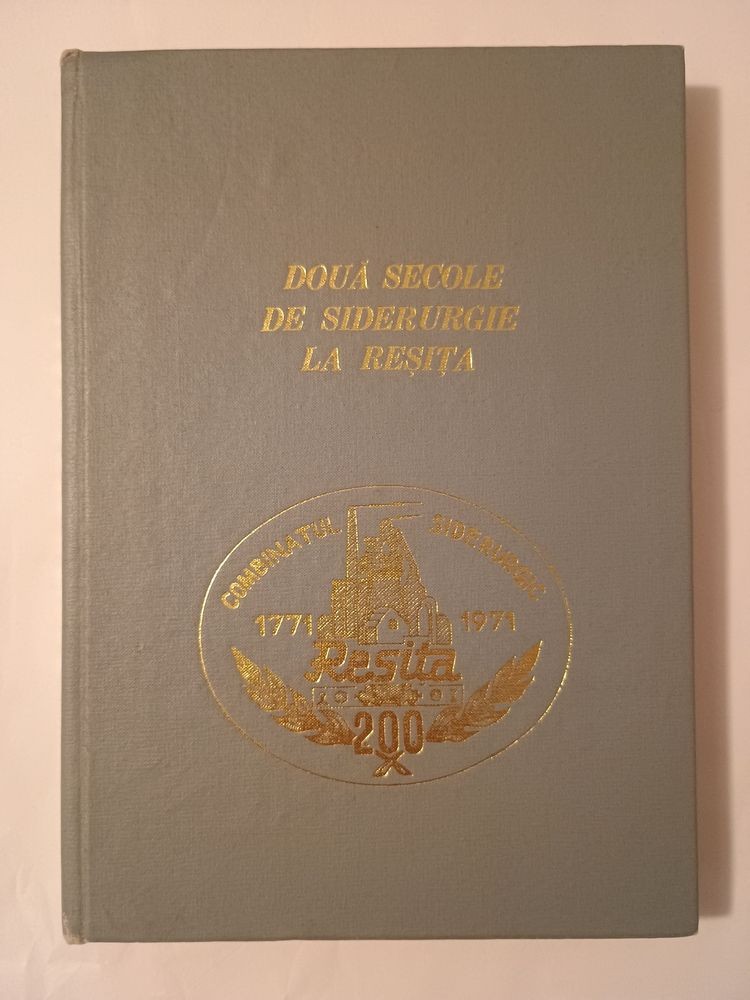 DOUĂ SECOLE
DE SIDERURGIE
LA REȘIȚA
COMBINATUL SIDERURGIC
1771 1971
Resita
200